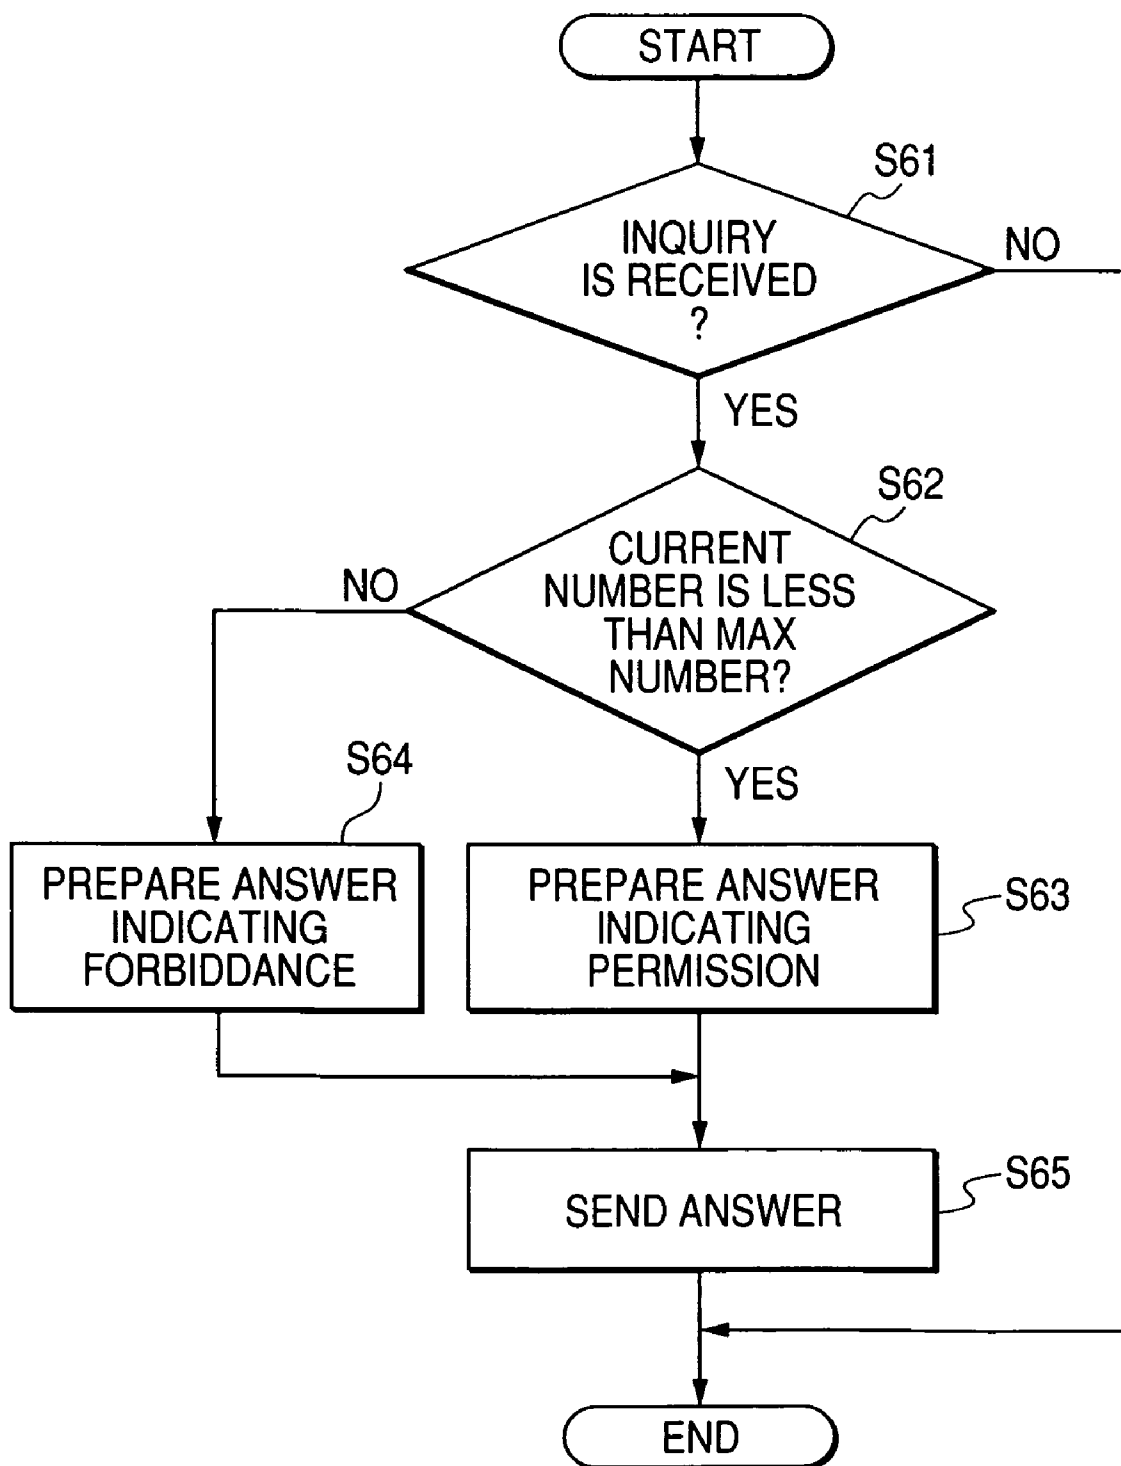 START
S61
INQUIRY
IS RECEIVED
?
NO
YES
S62
CURRENT
NUMBER IS LESS
THAN MAX
NUMBER?
NO
YES
S64
PREPARE ANSWER
INDICATING
FORBIDDANCE
PREPARE ANSWER
INDICATING
PERMISSION
S63
S65
SEND ANSWER
END